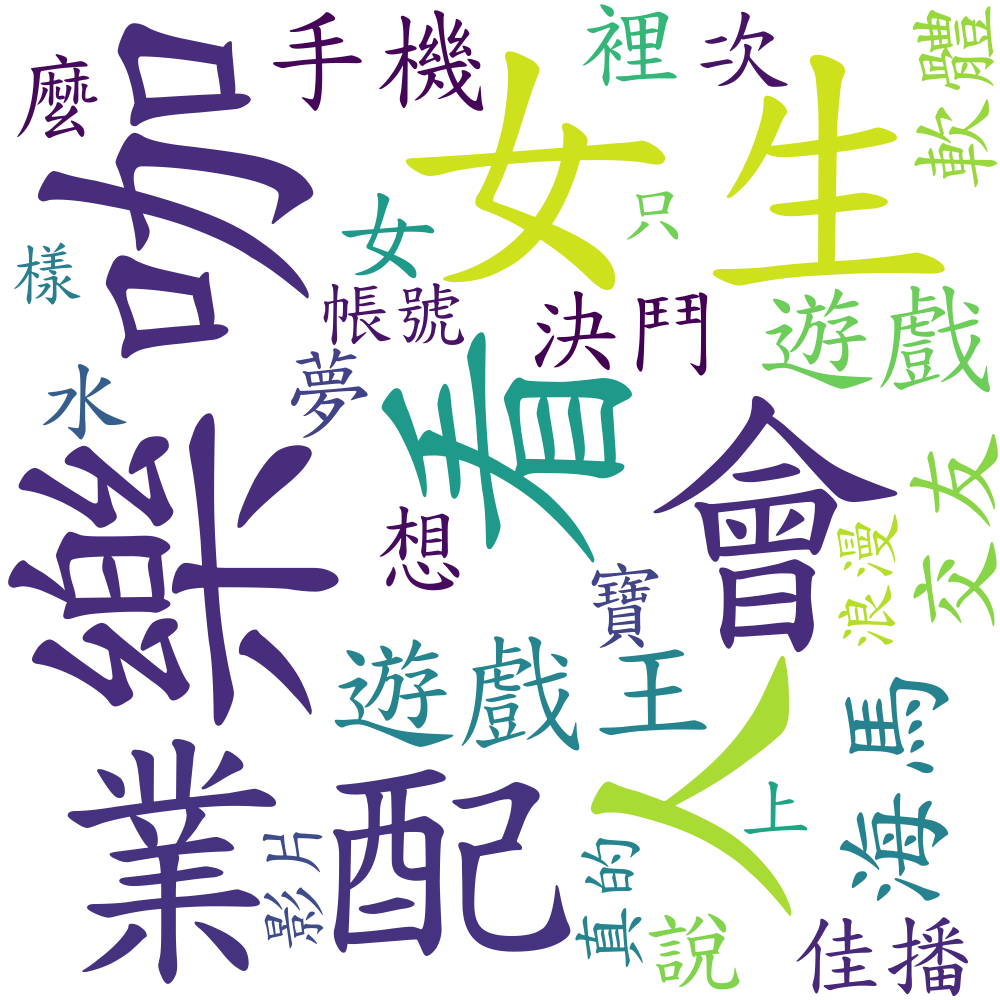 手機
裡
次
軟體
麼
樂咖
女生
女
只
樣
帳號
決鬥
遊戲
水
夢
看
會
交友
想
浪漫
寶
遊戲王
人
海馬
業配
上
影片
真的
說
佳播